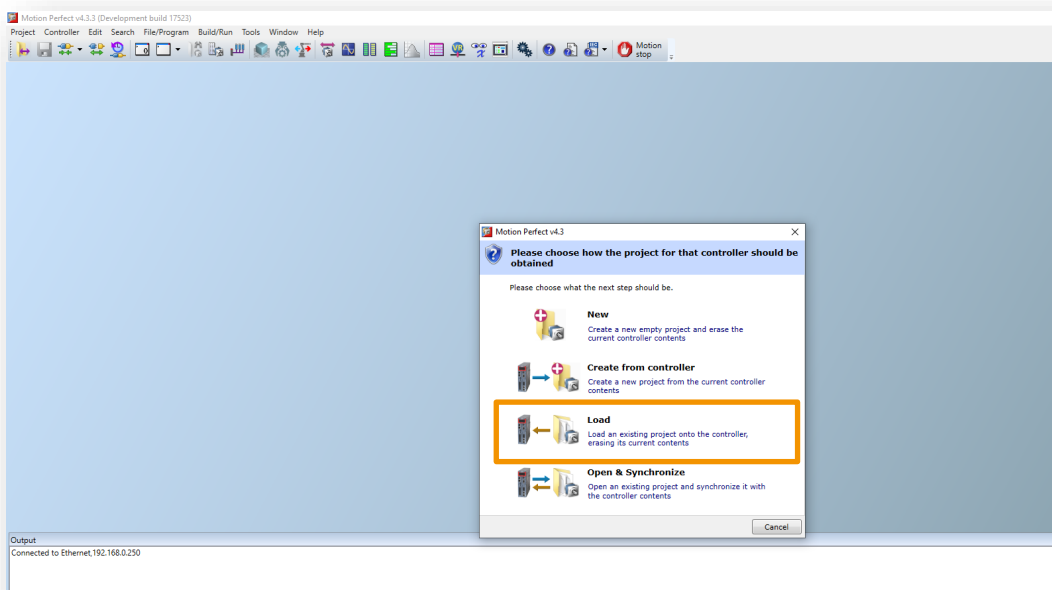 Motion Perfect v4.3.3 (Development build 17523)
Project Controller Edit Search File/Program Build/Run Tools Window Help
Motion
stop
Motion Perfect v4.3
Please choose how the project for that controller should be
obtained
Please choose what the next step should be.
New
Create a new empty project and erase the
current controller contents
Create from controller
Create a new project from the current controller
contents
Load
Load an existing project onto the controller,
erasing its current contents
Open & Synchronize
Open an existing project and synchronize it with
the controller contents
Cancel
Output
Connected to Ethernet,192.168.0.250